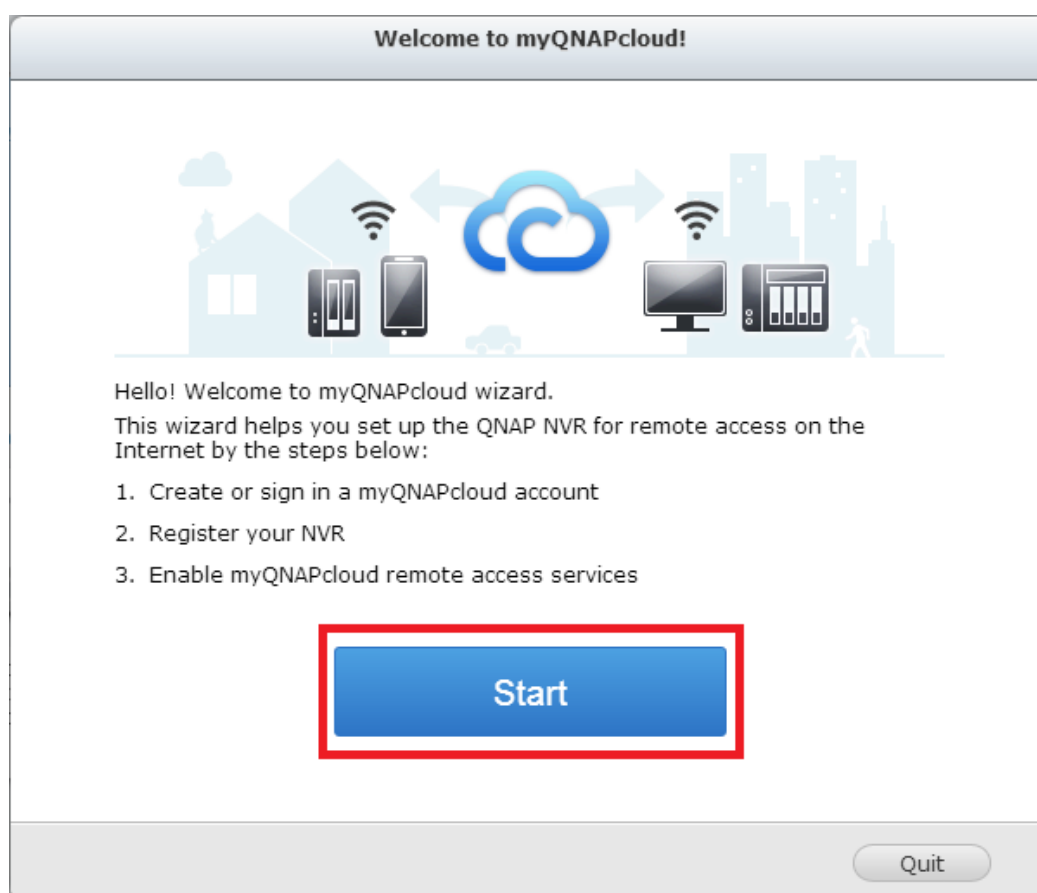 Welcome to myQNAPcloud!
Hello! Welcome to myQNAPcloud wizard.
This wizard helps you set up the QNAP NVR for remote access on the
Internet by the steps below:
1. Create or sign in a myQNAPcloud account
2. Register your NVR
3. Enable myQNAPcloud remote access services
Start
Quit